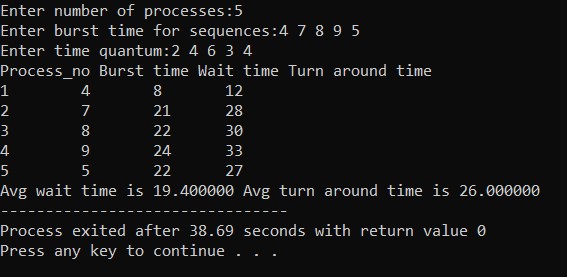 Enter number of processes:5
Enter burst time for sequences:4 7 8 9 5
Enter time quantum:2 4 6 3 4
Process_no Burst time Wait time Turn around time
1 4 8 12
2 7 21 28
3 8 22 30
4 9 24 33
5 5 22 27
Avg wait time is 19.400000 Avg turn around time is 26.000000
--------------------------------
Process exited after 38.69 seconds with return value 0
Press any key to continue . . .